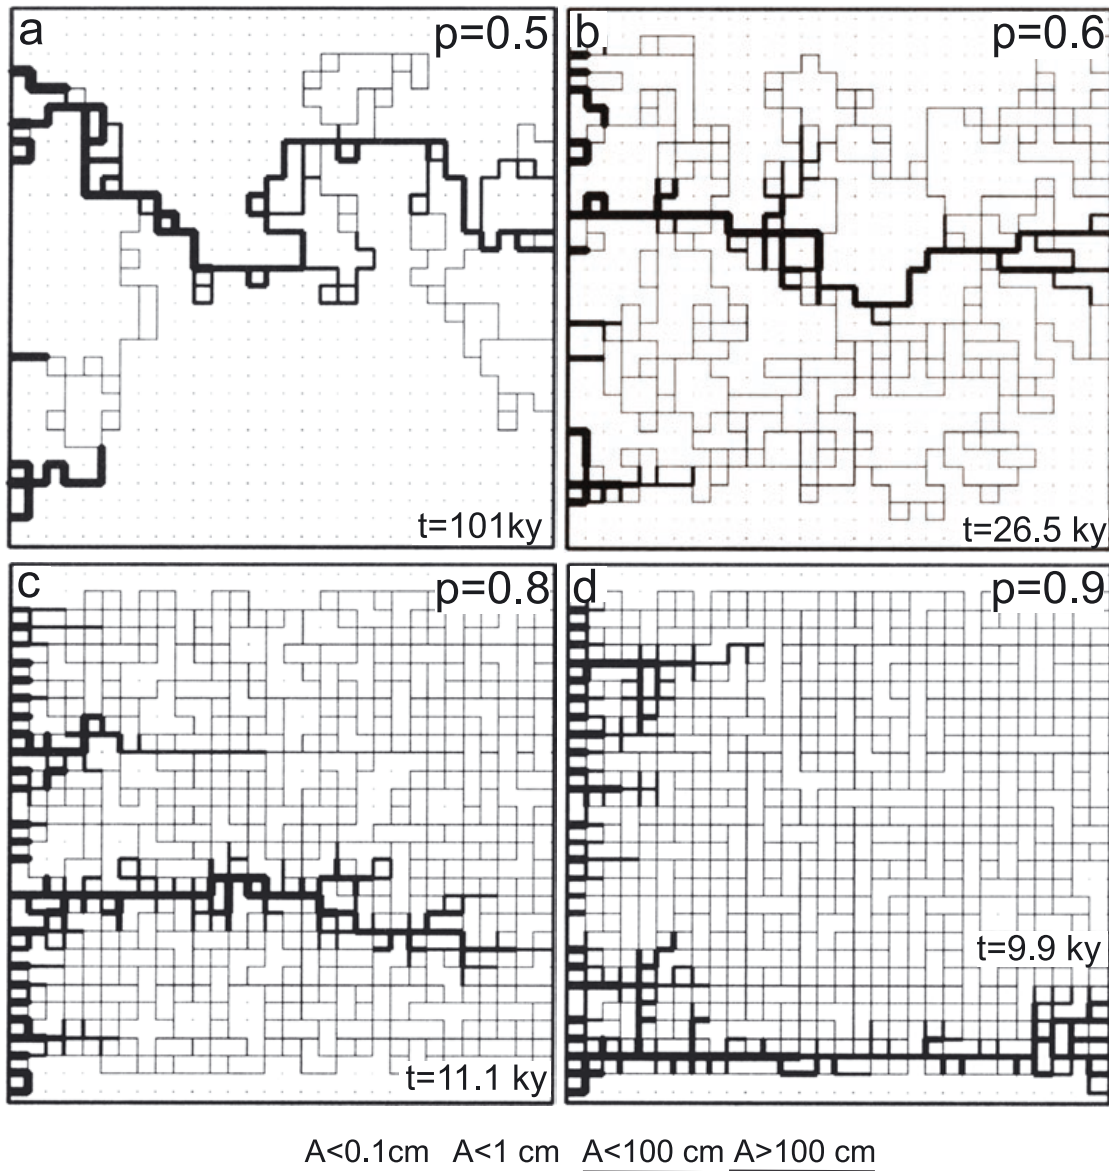 a p=0.5
t=101ky
b p=0.6
t=26.5 ky
c p=0.8
t=11.1 ky
d p=0.9
t=9.9 ky
A<0.1cm A<1 cm A<100 cm A>100 cm